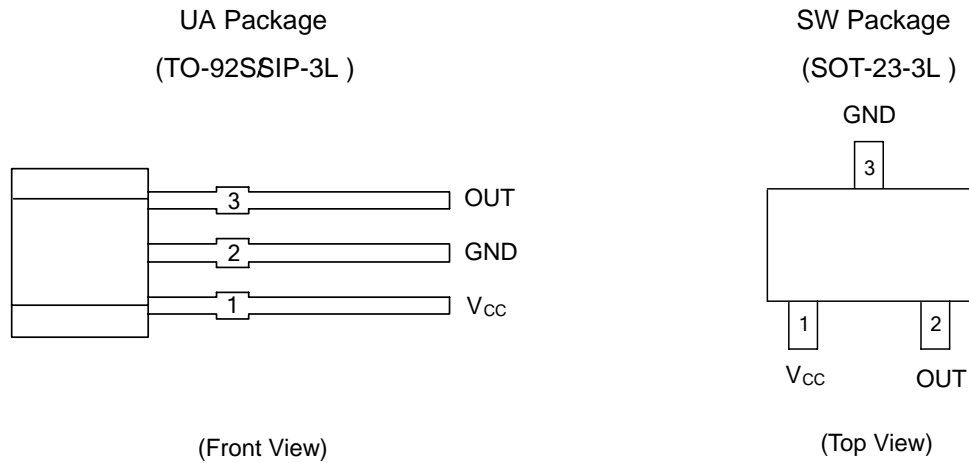 UA Package
(TO-92S/SIP-3L )
3 OUT
2 GND
1 VCC
(Front View)
SW Package
(SOT-23-3L )
GND
3
1 2
VCC OUT
(Top View)